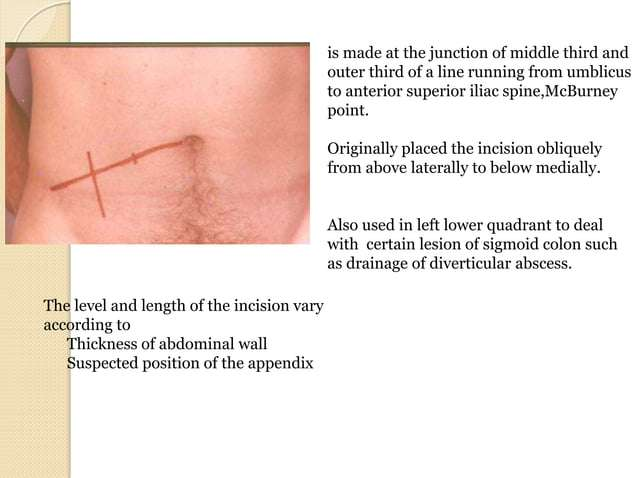 is made at the junction of middle third and
outer third of a line running from umblicus
to anterior superior iliac spine,McBurney
point.
Originally placed the incision obliquely
from above laterally to below medially.
Also used in left lower quadrant to deal
with certain lesion of sigmoid colon such
as drainage of diverticular abscess.
The level and length of the incision vary
according to
Thickness of abdominal wall
Suspected position of the appendix